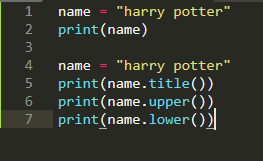 1 name = "harry potter"
2 print(name)
3
4 name = "harry potter"
5 print(name.title())
6 print(name.upper())
7 print(name.lower())